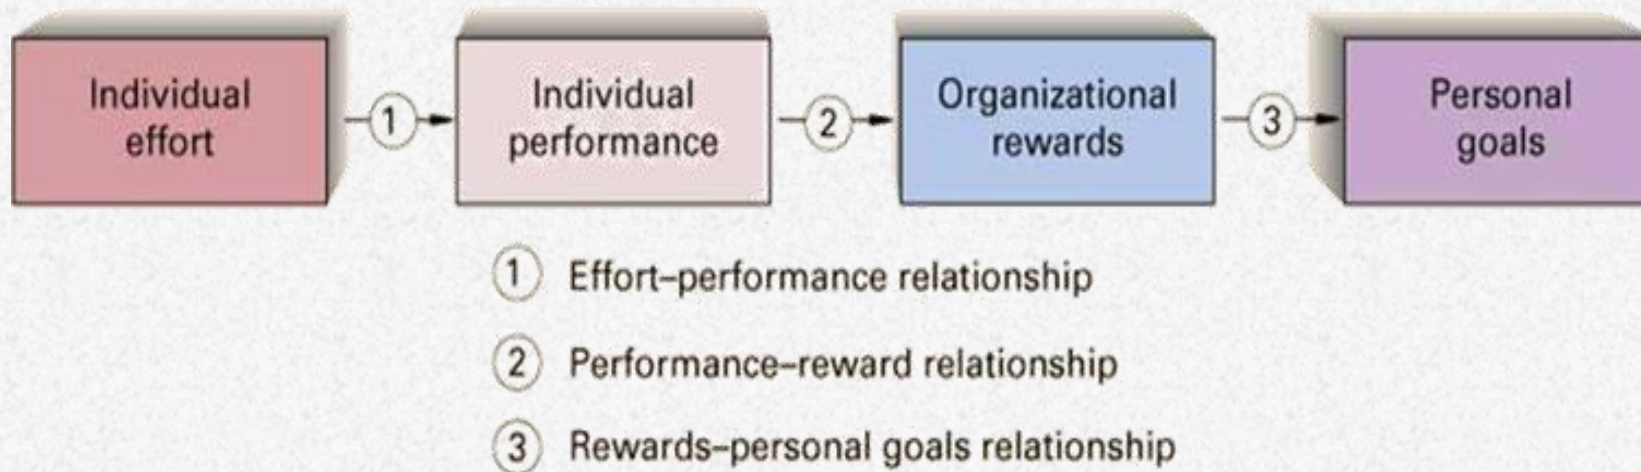 Individual
effort
1
Individual
performance
2
Organizational
rewards
3
Personal
goals
1 Effort–performance relationship
2 Performance–reward relationship
3 Rewards–personal goals relationship